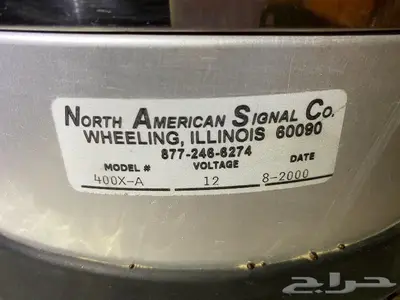 NORTH AMERICAN SIGNAL CO.
WHEELING, ILLINOIS 60090
877-246-6274
MODEL # VOLTAGE DATE
400X-A 12 8-2000
حراج